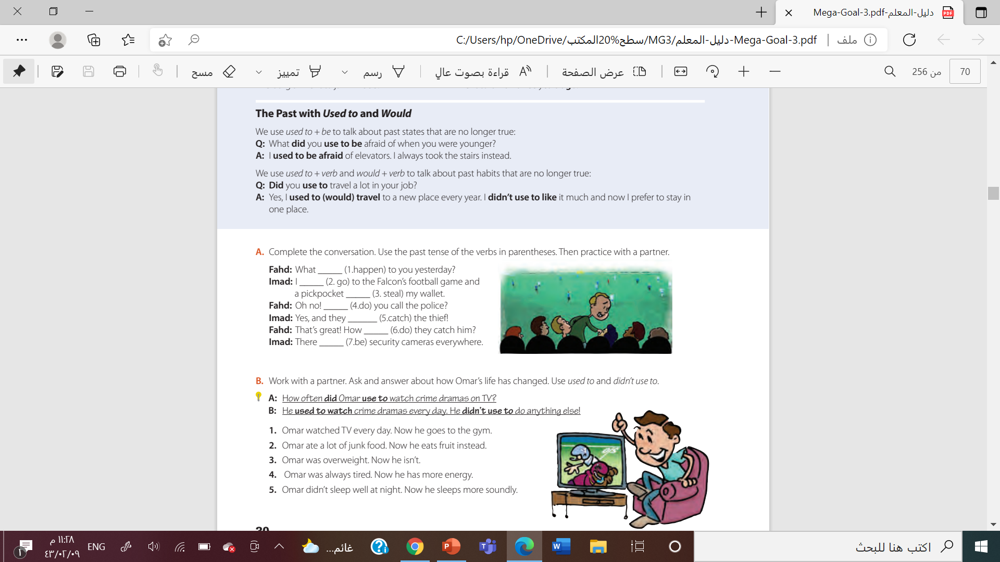 دليل-المعلم-Mega-Goal-3.pdf
ملف
C:/Users/hp/OneDrive/سطح%20المكتب/MG3/دليل-المعلم-Mega-Goal-3.pdf
70
من 256
عرض الصفحة
قراءة بصوت عالٍ
رسم
تمييز
مسح
The Past with Used to and Would
We use used to + be to talk about past states that are no longer true:
Q: What did you use to be afraid of when you were younger?
A: I used to be afraid of elevators. I always took the stairs instead.
We use used to + verb and would + verb to talk about past habits that are no longer true:
Q: Did you use to travel a lot in your job?
A: Yes, I used to (would) travel to a new place every year. I didn't use to like it much and now I prefer to stay in
one place.
A. Complete the conversation. Use the past tense of the verbs in parentheses. Then practice with a partner.
Fahd: What _____ (1.happen) to you yesterday?
Imad: I _____ (2. go) to the Falcon's football game and
a pickpocket _____ (3. steal) my wallet.
Fahd: Oh no! _____ (4.do) you call the police?
Imad: Yes, and they ______ (5.catch) the thief!
Fahd: That's great! How _____ (6.do) they catch him?
Imad: There _____ (7.be) security cameras everywhere.
B. Work with a partner. Ask and answer about how Omar's life has changed. Use used to and didn't use to.
A: How often did Omar use to watch crime dramas on TV?
B: He used to watch crime dramas every day. He didn't use to do anything else!
1. Omar watched TV every day. Now he goes to the gym.
2. Omar ate a lot of junk food. Now he eats fruit instead.
3. Omar was overweight. Now he isn't.
4. Omar was always tired. Now he has more energy.
5. Omar didn't sleep well at night. Now he sleeps more soundly.
30
١
١١:٢٨ م
٤٣/٠٢/٠٩
ENG
غائم...
اكتب هنا للبحث